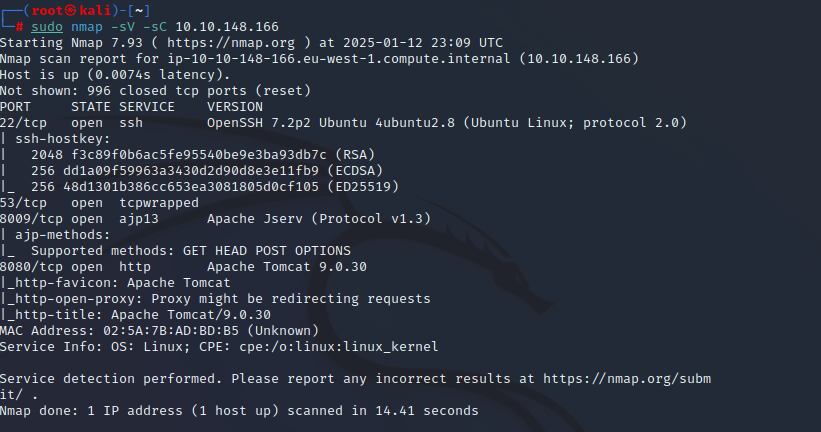 ┌──(root㉿kali)-[~]
└─# sudo nmap -sV -sC 10.10.148.166
Starting Nmap 7.93 ( https://nmap.org ) at 2025-01-12 23:09 UTC
Nmap scan report for ip-10-10-148-166.eu-west-1.compute.internal (10.10.148.166)
Host is up (0.0074s latency).
Not shown: 996 closed tcp ports (reset)
PORT     STATE SERVICE    VERSION
22/tcp   open  ssh        OpenSSH 7.2p2 Ubuntu 4ubuntu2.8 (Ubuntu Linux; protocol 2.0)
| ssh-hostkey:
|   2048 f3c89f0b6ac5fe95540be9e3ba93db7c (RSA)
|   256 dd1a09f59963a3430d2d90d8e3e11fb9 (ECDSA)
|_  256 48d1301b386cc653ea3081805d0cf105 (ED25519)
53/tcp   open  tcpwrapped
8009/tcp open  ajp13      Apache Jserv (Protocol v1.3)
| ajp-methods:
|_  Supported methods: GET HEAD POST OPTIONS
8080/tcp open  http       Apache Tomcat 9.0.30
|_http-favicon: Apache Tomcat
|_http-open-proxy: Proxy might be redirecting requests
|_http-title: Apache Tomcat/9.0.30
MAC Address: 02:5A:7B:AD:BD:B5 (Unknown)
Service Info: OS: Linux; CPE: cpe:/o:linux:linux_kernel

Service detection performed. Please report any incorrect results at https://nmap.org/subm
it/ .
Nmap done: 1 IP address (1 host up) scanned in 14.41 seconds